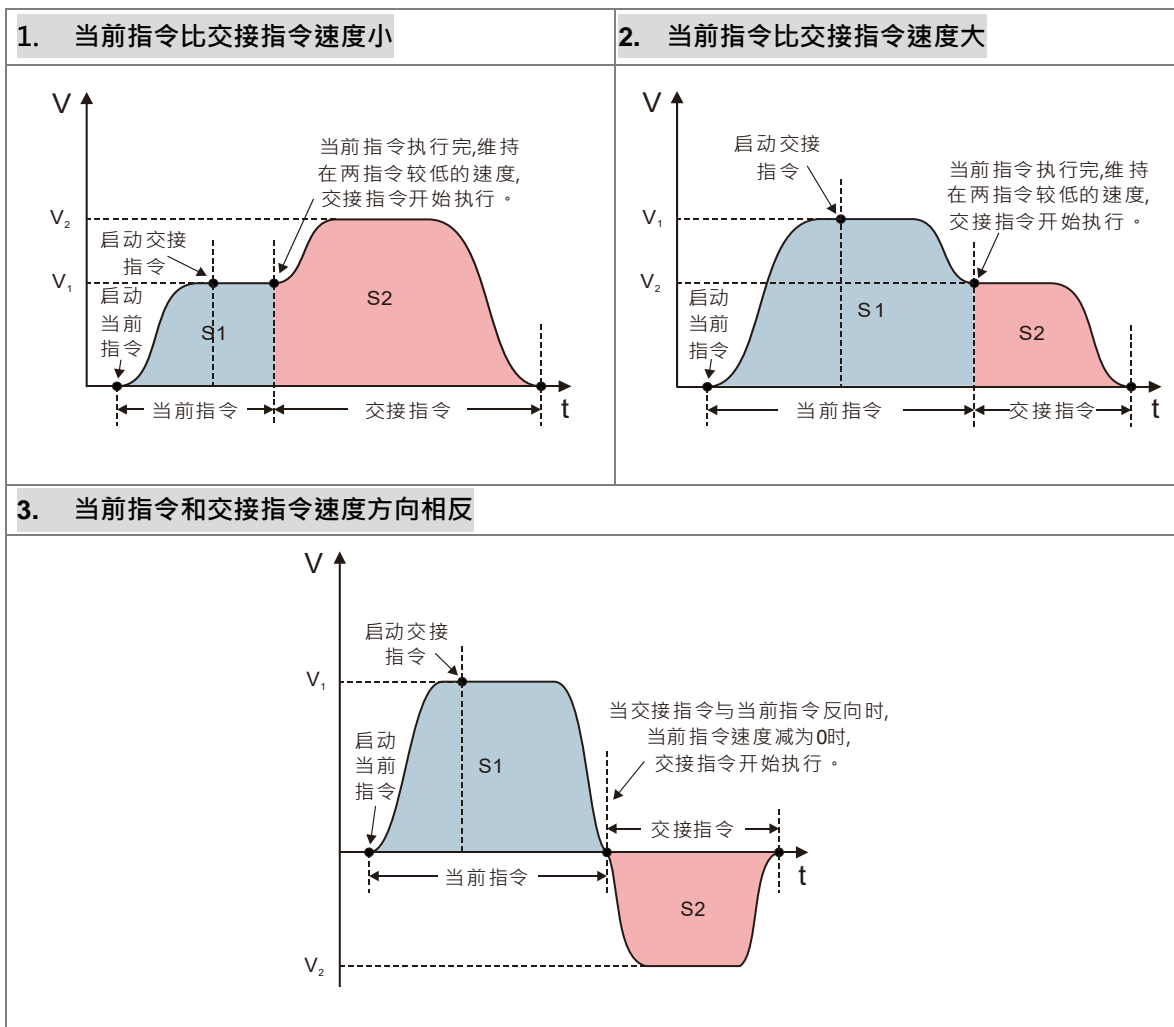 1. 当前指令比交接指令速度小
2. 当前指令比交接指令速度大
V
当前指令执行完,维持
在两指令较低的速度,
交接指令开始执行。
V₂
启动交接
指令
V₁
启动
当前
指令
S1
S2
当前指令
交接指令
t
V
启动交接
指令
当前指令执行完,维持
在两指令较低的速度,
交接指令开始执行。
V₁
V₂
启动
当前
指令
S1
S2
当前指令
交接指令
t
3. 当前指令和交接指令速度方向相反
V
启动交接
指令
V₁
当交接指令与当前指令反向时,
当前指令速度减为0时,
交接指令开始执行。
启动
当前
指令
S1
交接指令
当前指令
t
S2
V₂